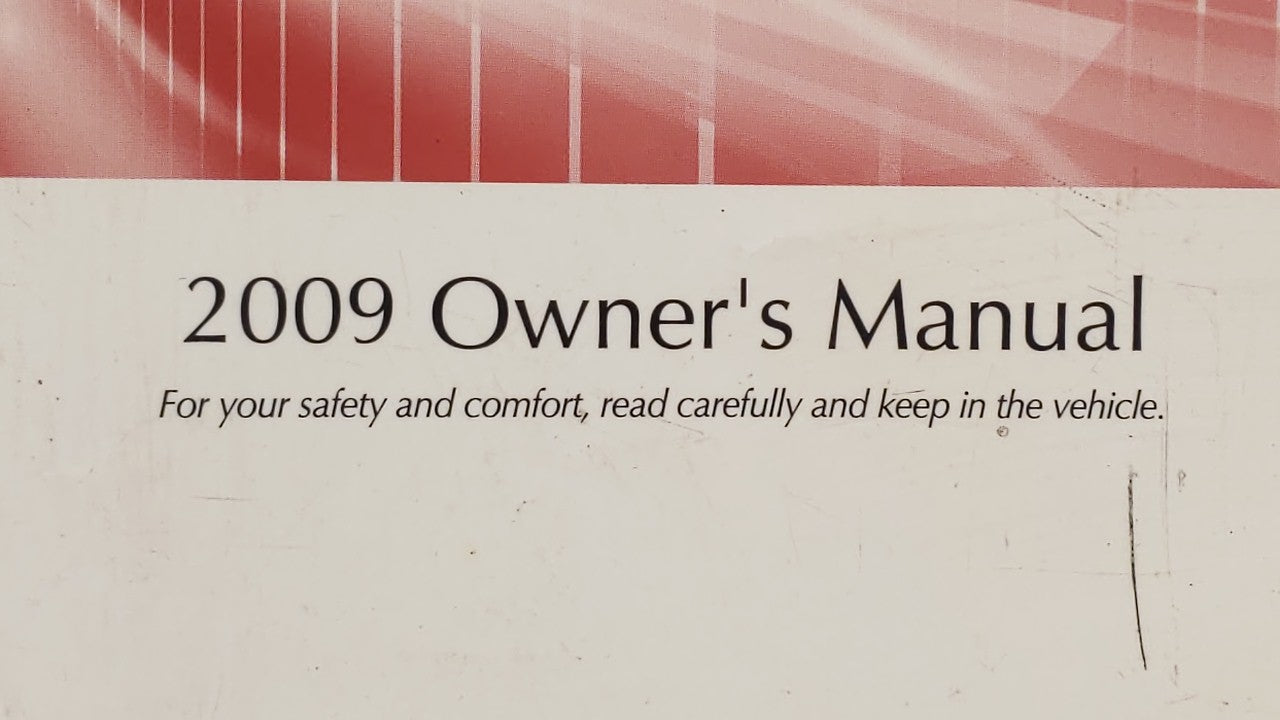 2009 Owner's Manual
For your safety and comfort, read carefully and keep in the vehicle.